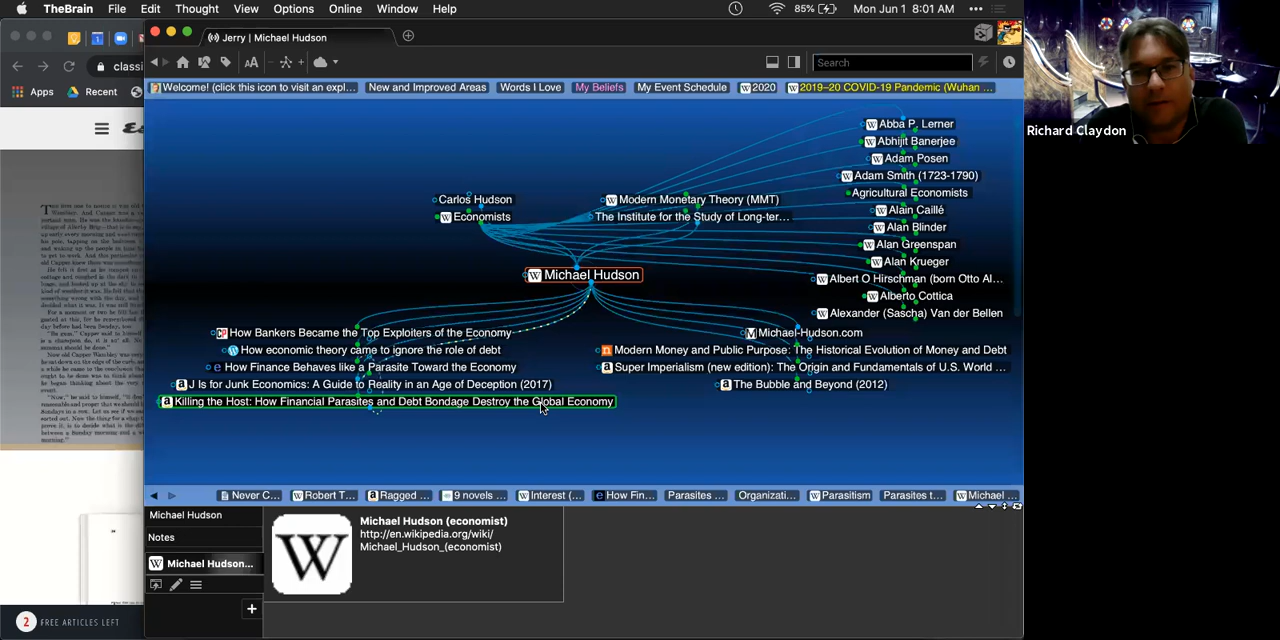 TheBrain File Edit Thought View Options Online Window Help 85% Mon Jun 1 8:01 AM
Jerry | Michael Hudson
classi
AA Search
Apps Recent
Welcome! (click this icon to visit an expl... New and Improved Areas Words I Love My Beliefs My Event Schedule W 2020 W 2019–20 COVID-19 Pandemic (Wuhan ...
Richard Claydon
W Abba P. Lerner
W Abhijit Banerjee
W Adam Posen
W Adam Smith (1723-1790)
Agricultural Economists
W Alain Caillé
W Alan Blinder
W Alan Greenspan
W Alan Krueger
W Albert O Hirschman (born Otto Al...
W Alberto Cottica
W Alexander (Sascha) Van der Bellen
Carlos Hudson
W Economists
W Modern Monetary Theory (MMT)
The Institute for the Study of Long-ter...
W Michael Hudson
How Bankers Became the Top Exploiters of the Economy
How economic theory came to ignore the role of debt
e How Finance Behaves like a Parasite Toward the Economy
a J Is for Junk Economics: A Guide to Reality in an Age of Deception (2017)
a Killing the Host: How Financial Parasites and Debt Bondage Destroy the Global Economy
M Michael-Hudson.com
n Modern Money and Public Purpose: The Historical Evolution of Money and Debt
a Super Imperialism (new edition): The Origin and Fundamentals of U.S. World ...
a The Bubble and Beyond (2012)
Never C... W Robert T... a Ragged ... 9 novels ... W Interest (... e How Fin... Parasites ... Organizati... W Parasitism Parasites t... W Michael ...
Michael Hudson
Notes
W Michael Hudson...
W
Michael Hudson (economist)
http://en.wikipedia.org/wiki/
Michael_Hudson_(economist)
2 FREE ARTICLES LEFT